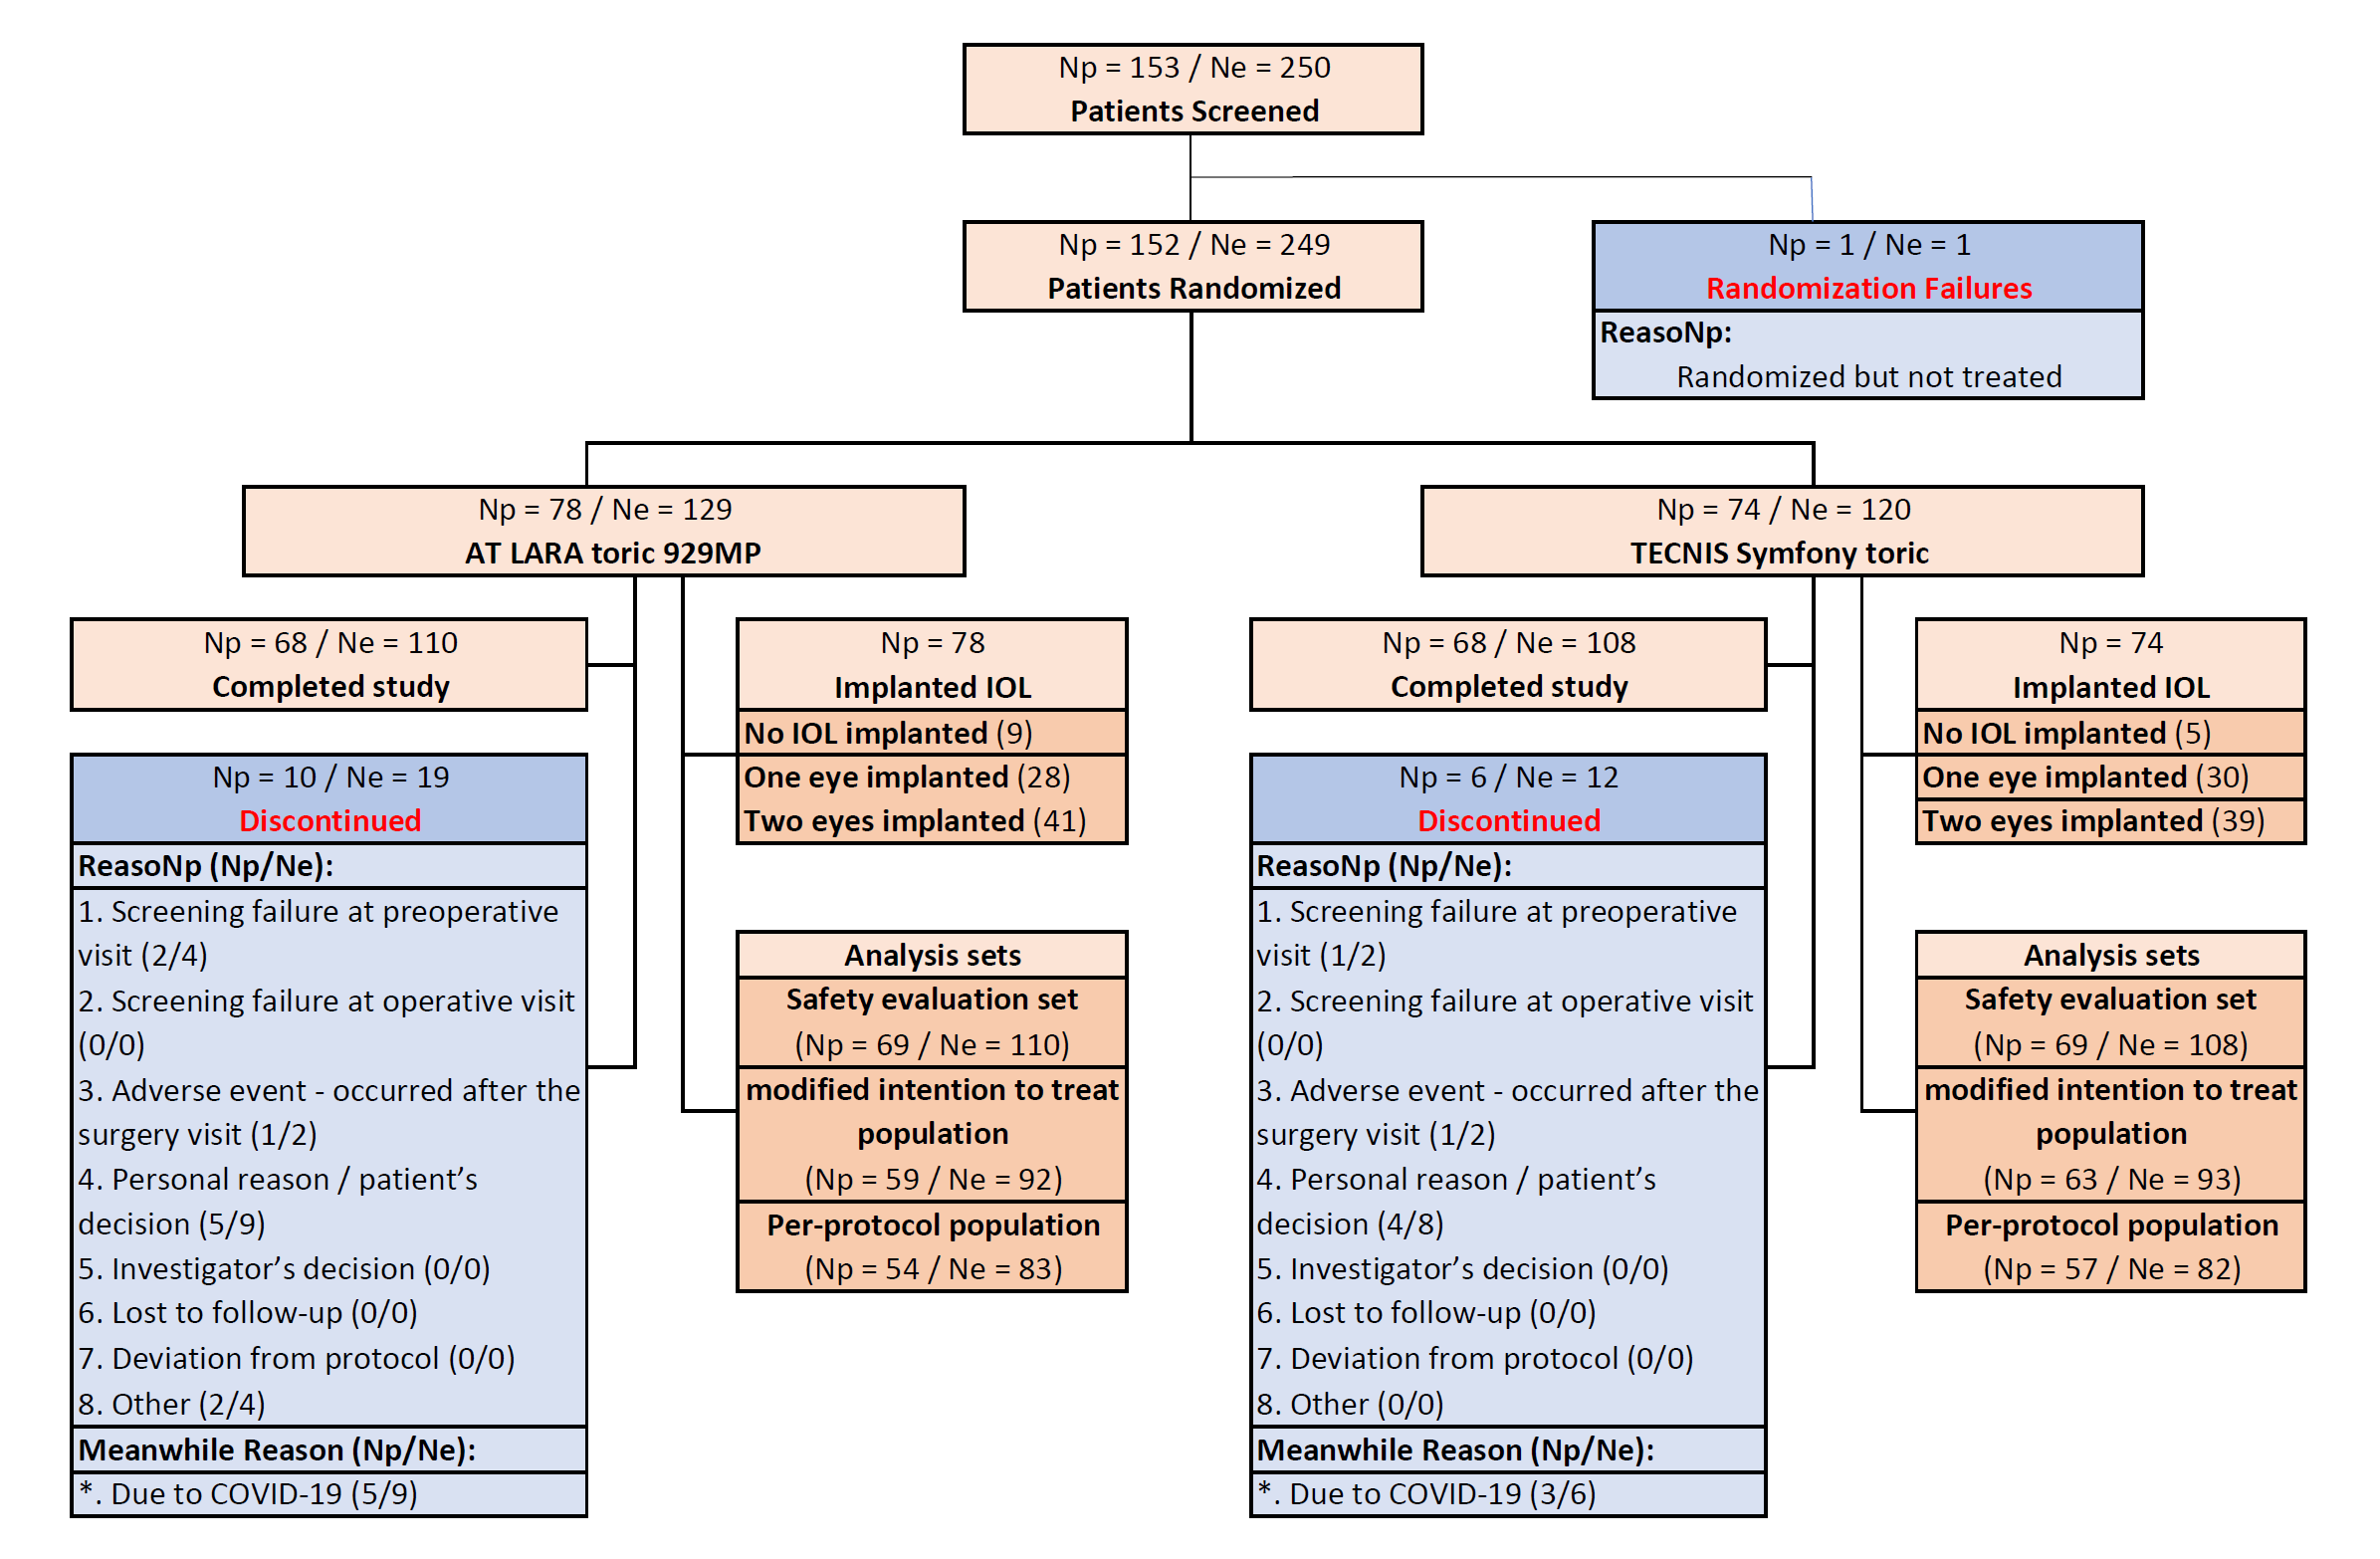 Np = 153 / Ne = 250
Patients Screened
Np = 152 / Ne = 249
Patients Randomized
Np = 1 / Ne = 1
Randomization Failures
ReasoNp:
Randomized but not treated
Np = 78 / Ne = 129
AT LARA toric 929MP
Np = 68 / Ne = 110
Completed study
Np = 10 / Ne = 19
Discontinued
ReasoNp (Np/Ne):
1. Screening failure at preoperative
visit (2/4)
2. Screening failure at operative visit
(0/0)
3. Adverse event - occurred after the
surgery visit (1/2)
4. Personal reason / patient’s
decision (5/9)
5. Investigator’s decision (0/0)
6. Lost to follow-up (0/0)
7. Deviation from protocol (0/0)
8. Other (2/4)
Meanwhile Reason (Np/Ne):
*. Due to COVID-19 (5/9)
Np = 78
Implanted IOL
No IOL implanted (9)
One eye implanted (28)
Two eyes implanted (41)
Analysis sets
Safety evaluation set
(Np = 69 / Ne = 110)
modified intention to treat
population
(Np = 59 / Ne = 92)
Per-protocol population
(Np = 54 / Ne = 83)
Np = 74 / Ne = 120
TECNIS Symfony toric
Np = 68 / Ne = 108
Completed study
Np = 6 / Ne = 12
Discontinued
ReasoNp (Np/Ne):
1. Screening failure at preoperative
visit (1/2)
2. Screening failure at operative visit
(0/0)
3. Adverse event - occurred after the
surgery visit (1/2)
4. Personal reason / patient’s
decision (4/8)
5. Investigator’s decision (0/0)
6. Lost to follow-up (0/0)
7. Deviation from protocol (0/0)
8. Other (0/0)
Meanwhile Reason (Np/Ne):
*. Due to COVID-19 (3/6)
Np = 74
Implanted IOL
No IOL implanted (5)
One eye implanted (30)
Two eyes implanted (39)
Analysis sets
Safety evaluation set
(Np = 69 / Ne = 108)
modified intention to treat
population
(Np = 63 / Ne = 93)
Per-protocol population
(Np = 57 / Ne = 82)